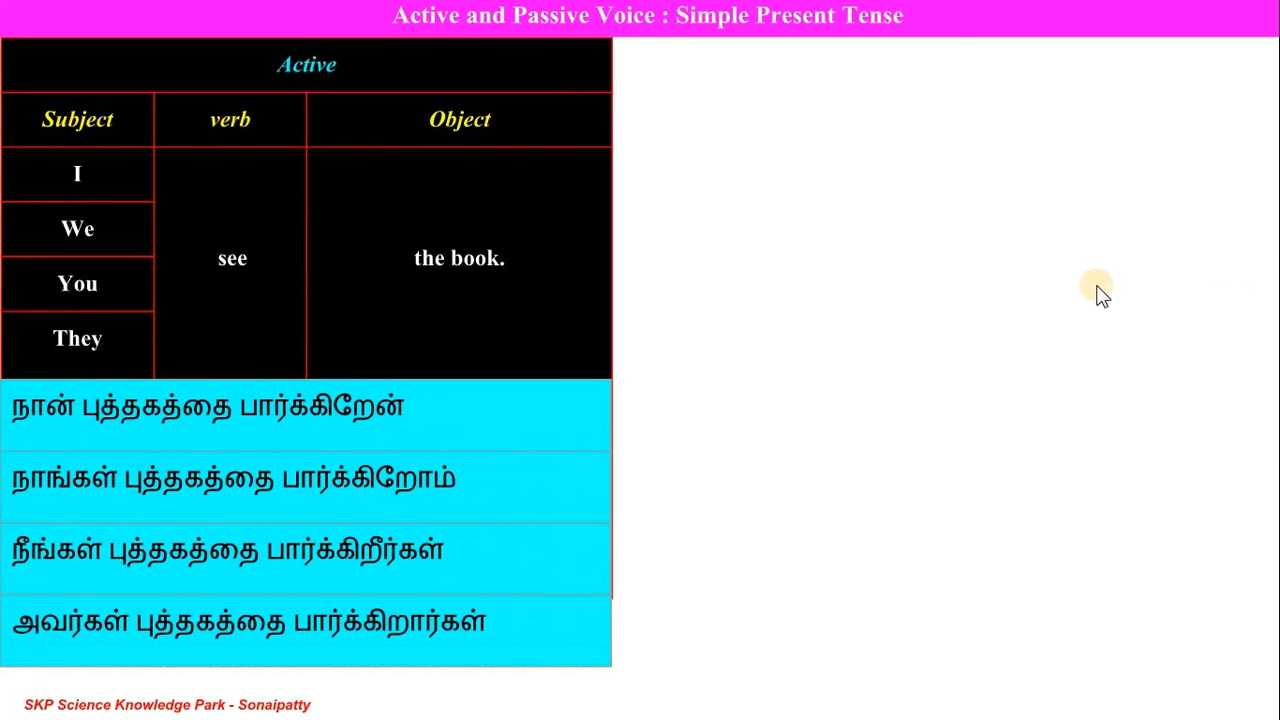 Active and Passive Voice : Simple Present Tense
Active
Subject verb Object
I
We
You
They
see
the book.
நான் புத்தகத்தை பார்க்கிறேன்
நாங்கள் புத்தகத்தை பார்க்கிறோம்
நீங்கள் புத்தகத்தை பார்க்கிறீர்கள்
அவர்கள் புத்தகத்தை பார்க்கிறார்கள்
SKP Science Knowledge Park - Sonaipatty